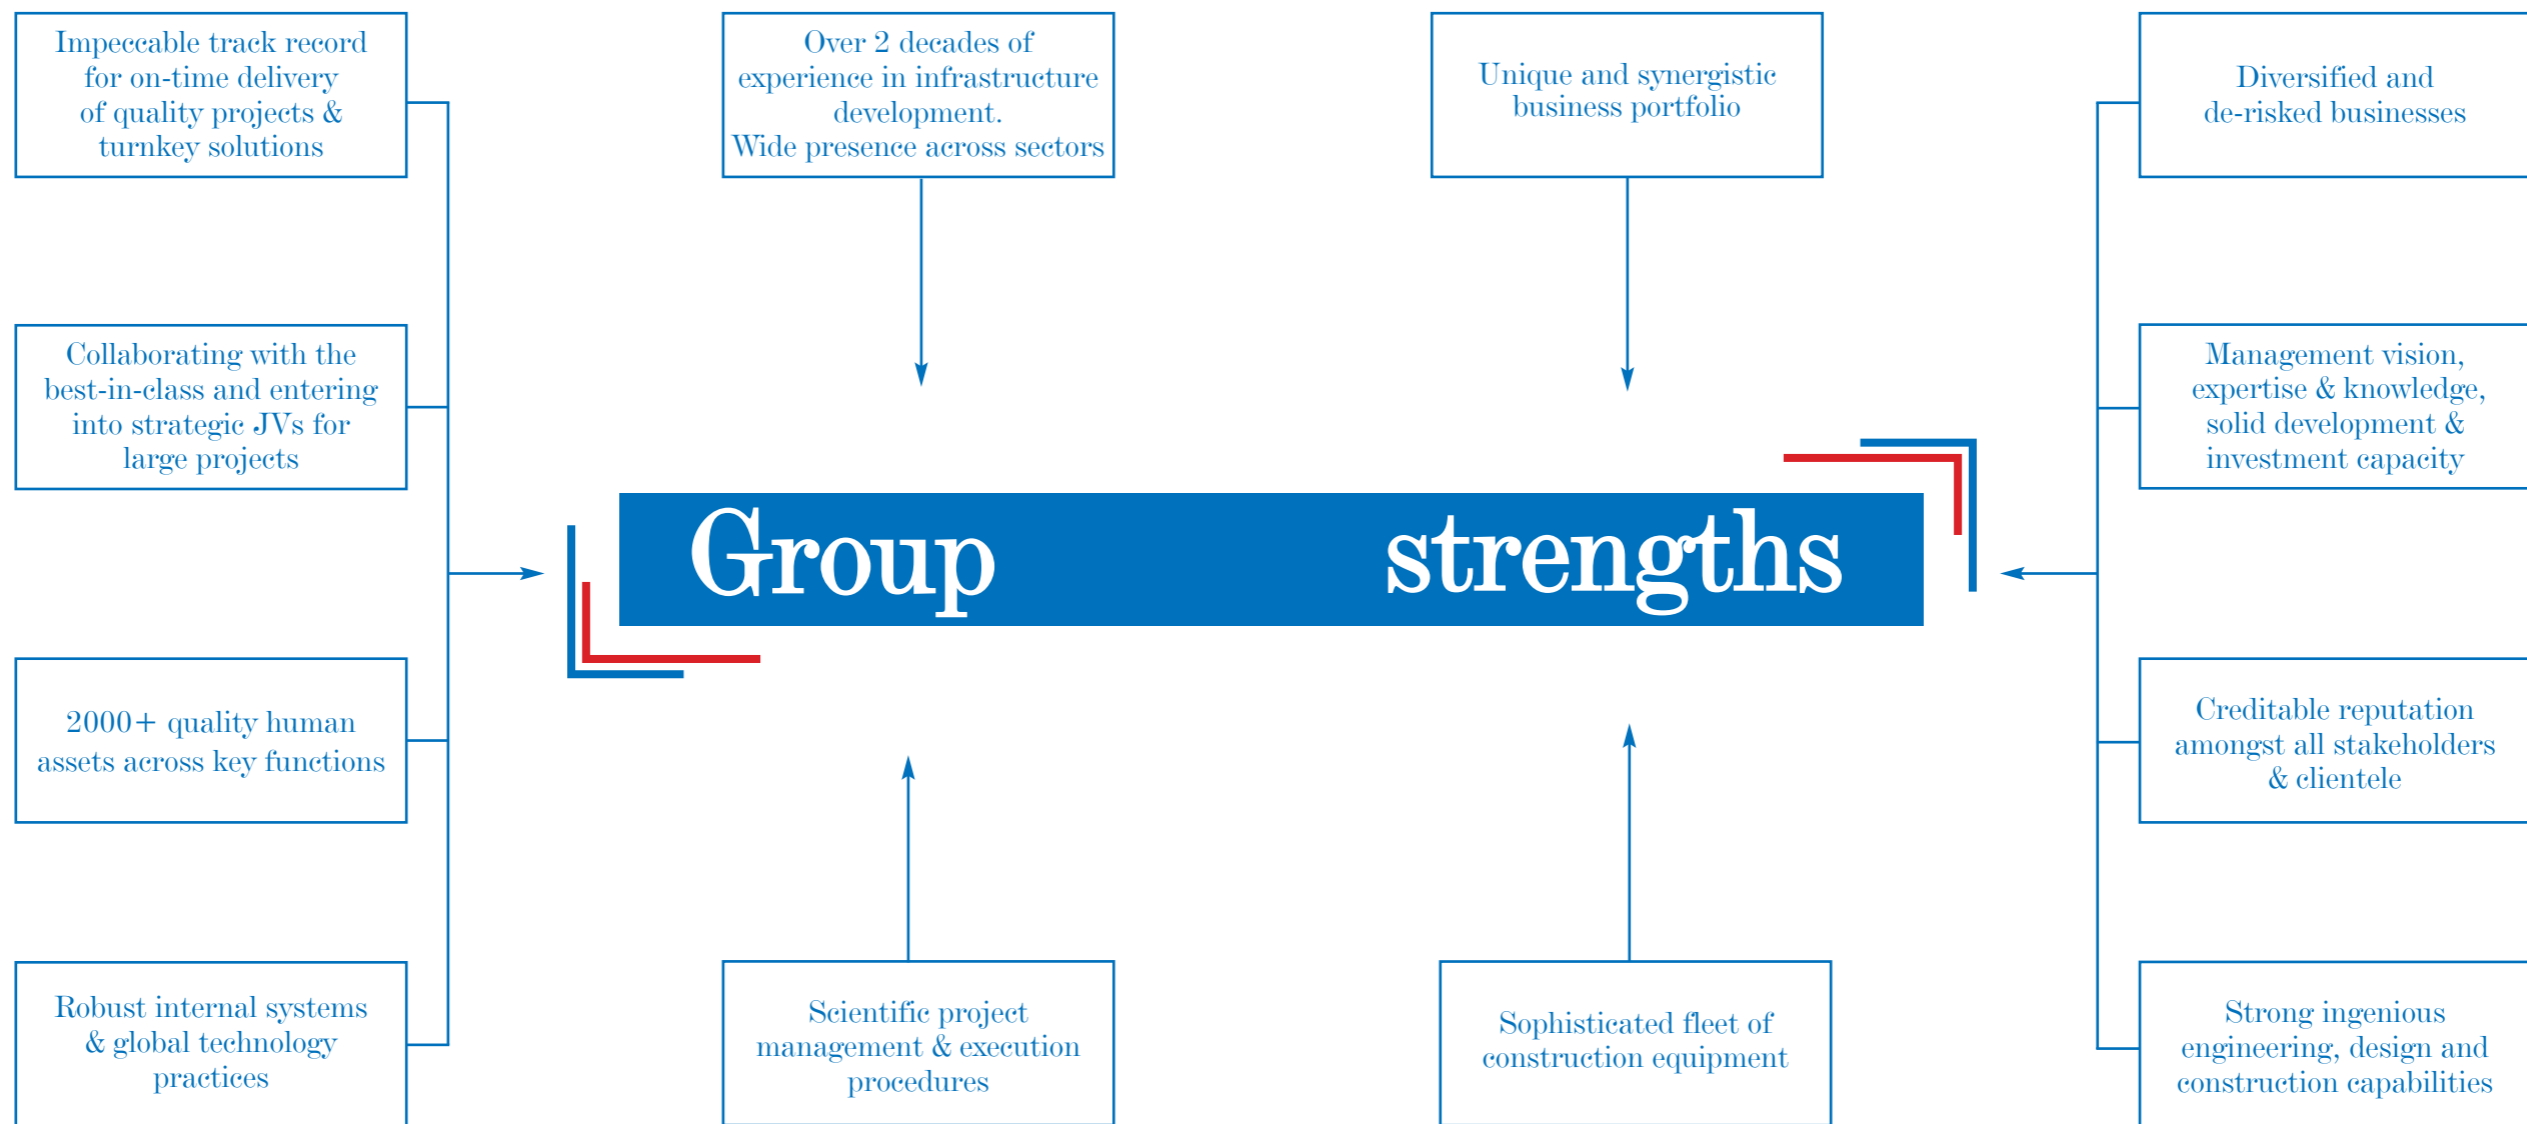 Impeccable track record
for on-time delivery
of quality projects &
turnkey solutions
Over 2 decades of
experience in infrastructure
development.
Wide presence across sectors
Unique and synergistic
business portfolio
Diversified and
de-risked businesses
Collaborating with the
best-in-class and entering
into strategic JVs for
large projects
Management vision,
expertise & knowledge,
solid development &
investment capacity
Group strengths
2000+ quality human
assets across key functions
Creditable reputation
amongst all stakeholders
& clientele
Robust internal systems
& global technology
practices
Scientific project
management & execution
procedures
Sophisticated fleet of
construction equipment
Strong ingenious
engineering, design and
construction capabilities